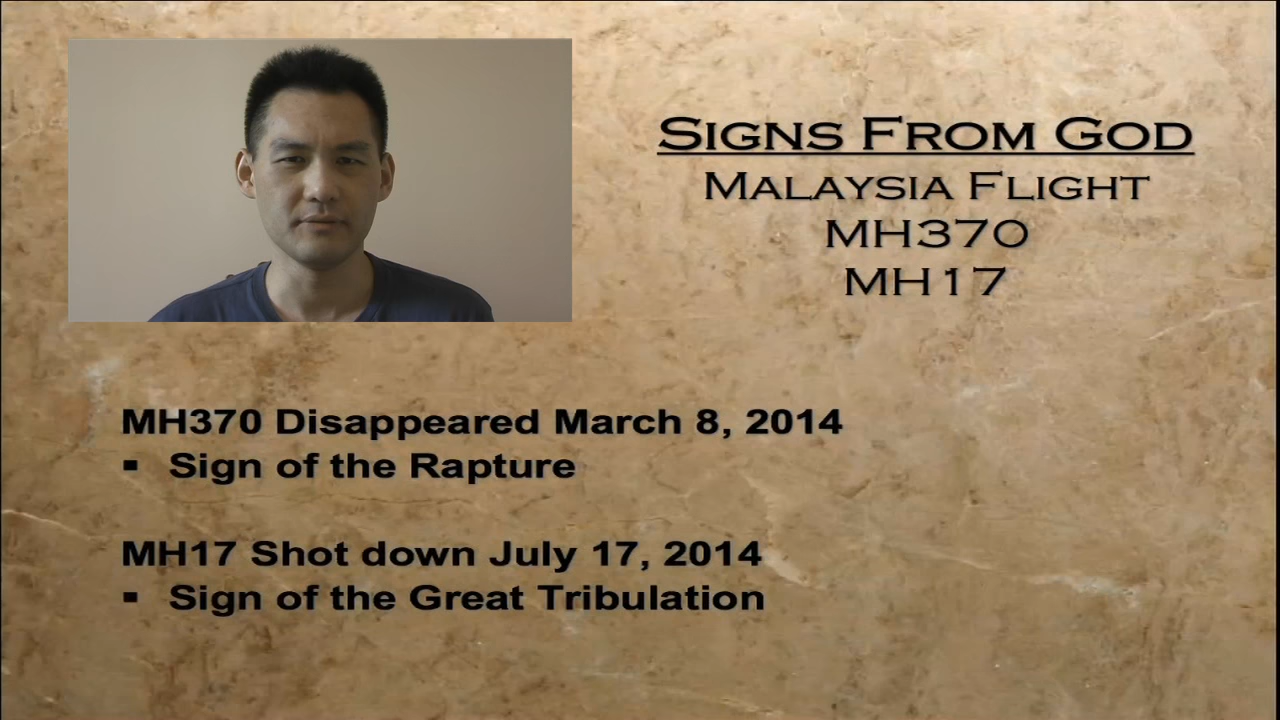 SIGNS FROM GOD
MALAYSIA FLIGHT
MH370
MH17
MH370 Disappeared March 8, 2014
▪ Sign of the Rapture
MH17 Shot down July 17, 2014
▪ Sign of the Great Tribulation